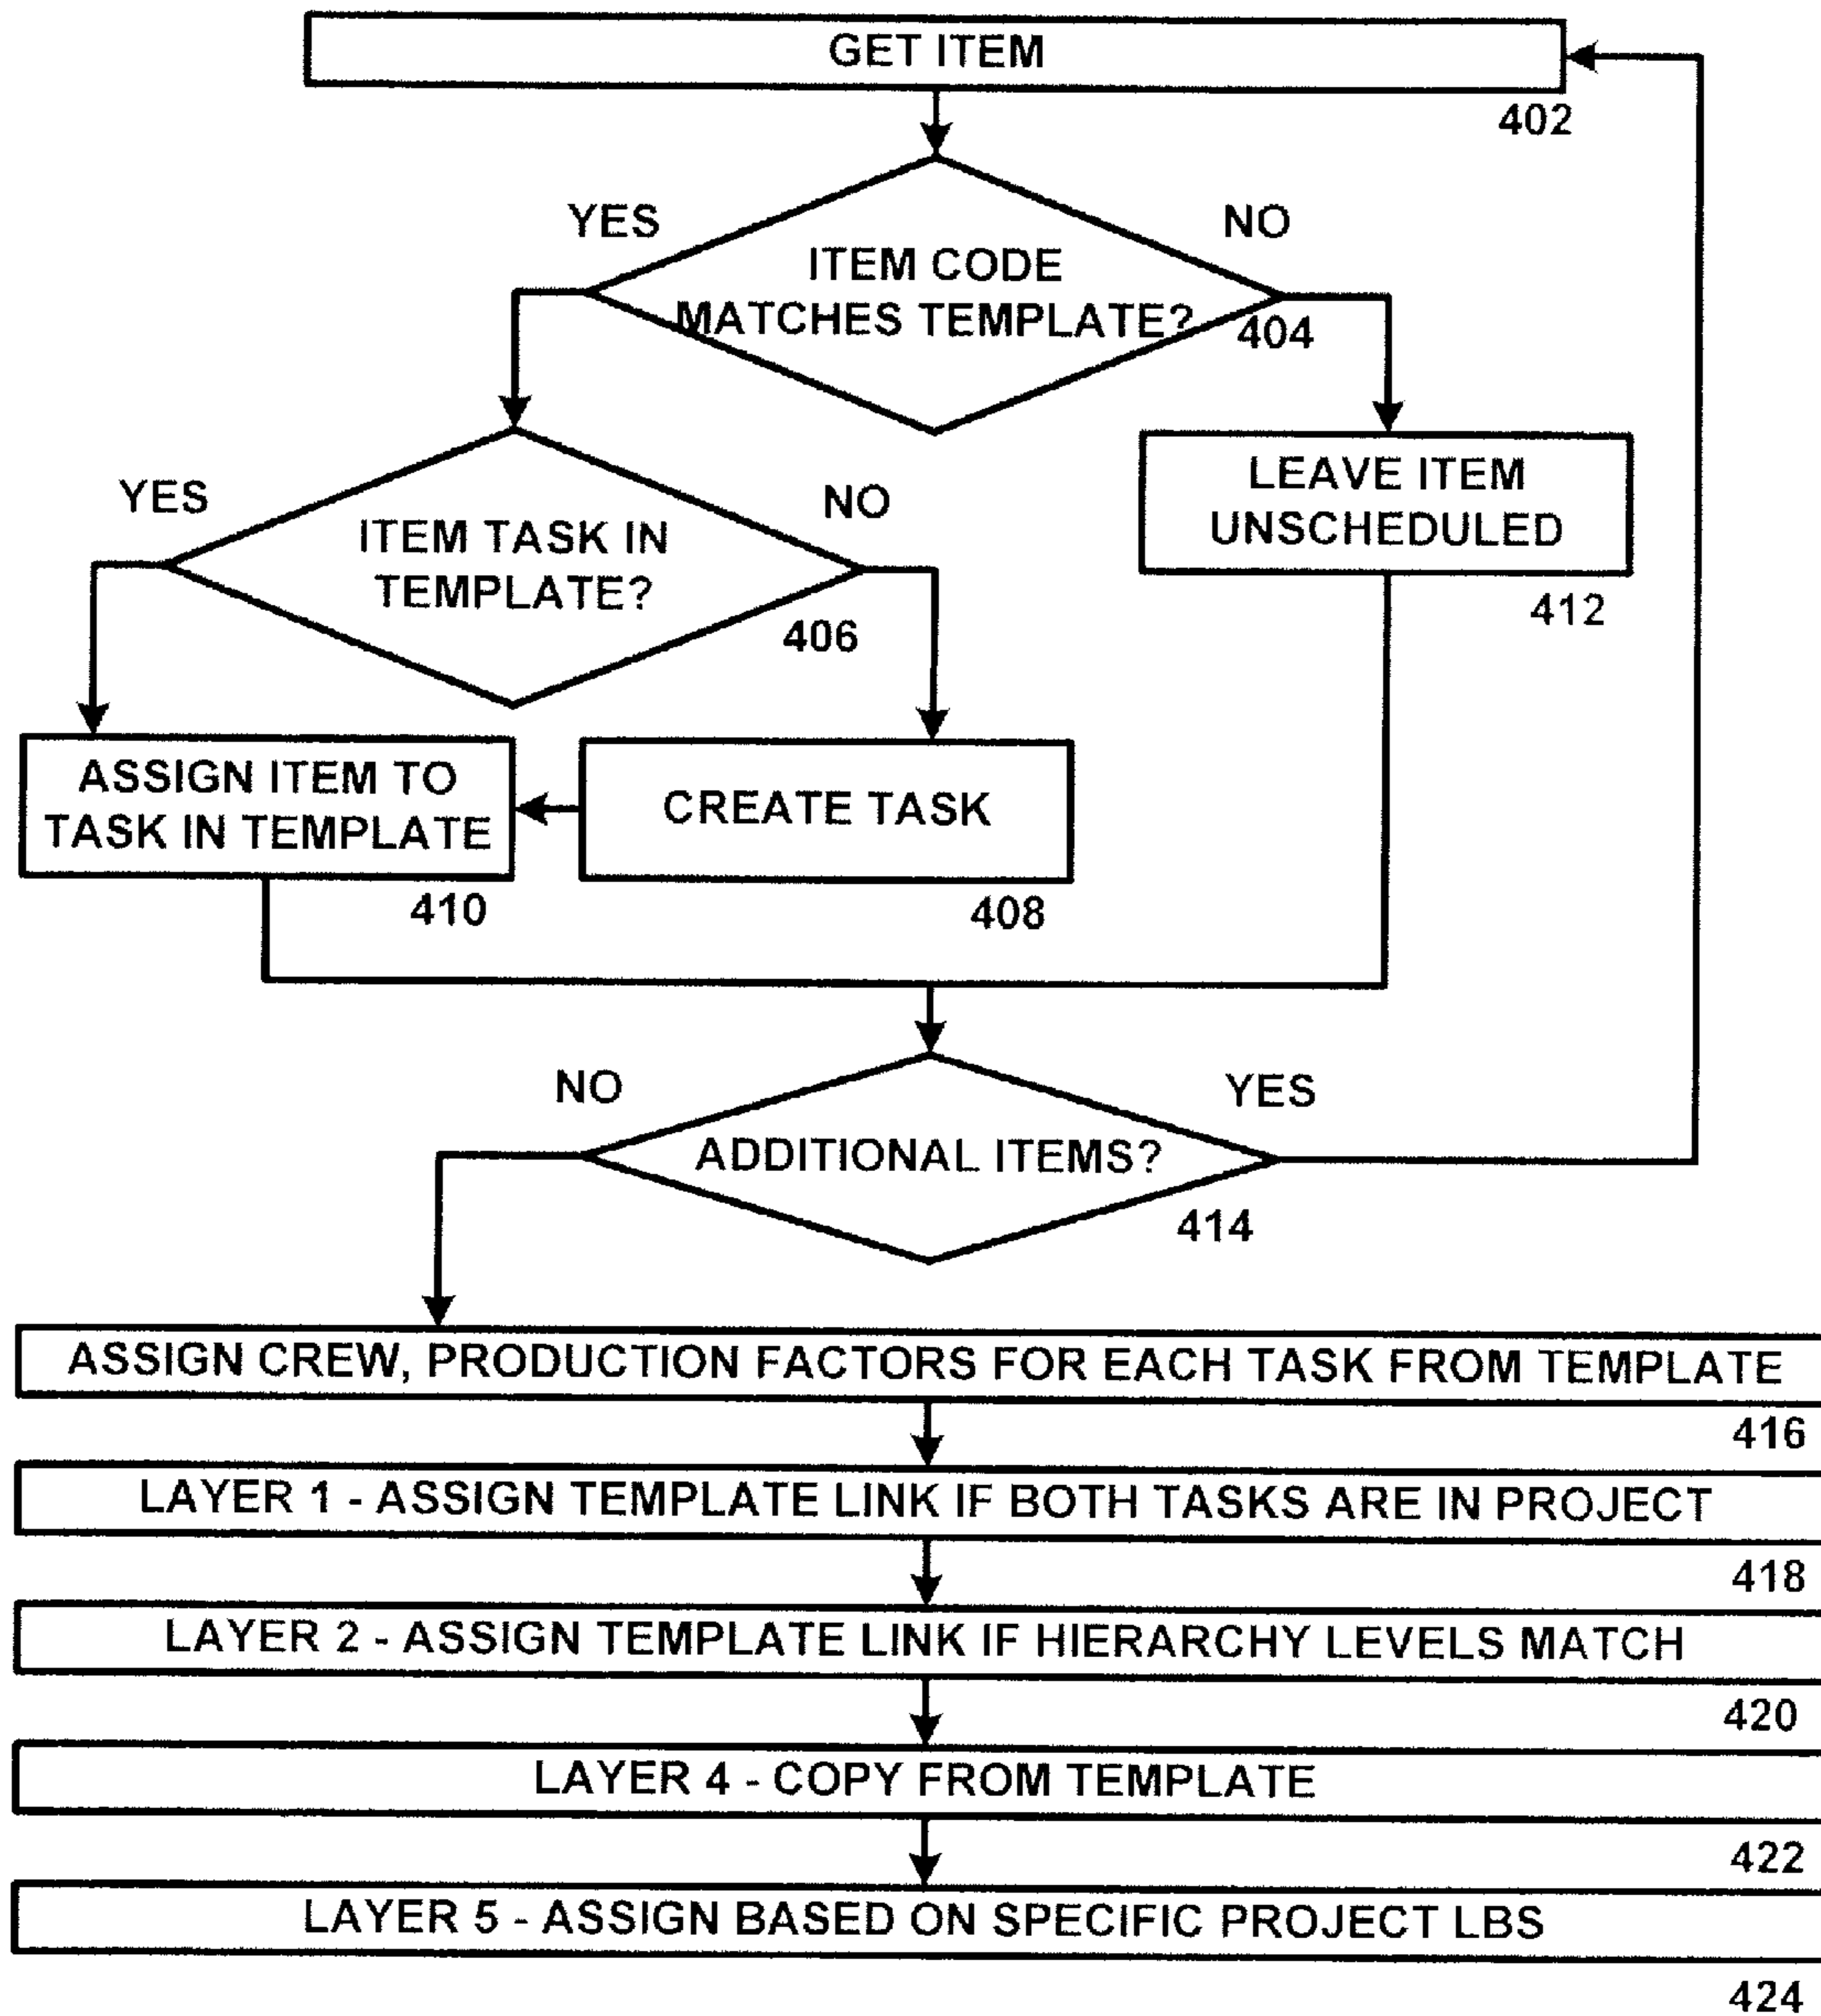 GET ITEM
402
YES
NO
ITEM CODE
MATCHES TEMPLATE?
404
YES
NO
ITEM TASK IN
TEMPLATE?
406
LEAVE ITEM
UNSCHEDULED
412
ASSIGN ITEM TO
TASK IN TEMPLATE
410
CREATE TASK
408
NO
YES
ADDITIONAL ITEMS?
414
ASSIGN CREW, PRODUCTION FACTORS FOR EACH TASK FROM TEMPLATE
416
LAYER 1 - ASSIGN TEMPLATE LINK IF BOTH TASKS ARE IN PROJECT
418
LAYER 2 - ASSIGN TEMPLATE LINK IF HIERARCHY LEVELS MATCH
420
LAYER 4 - COPY FROM TEMPLATE
422
LAYER 5 - ASSIGN BASED ON SPECIFIC PROJECT LBS
424